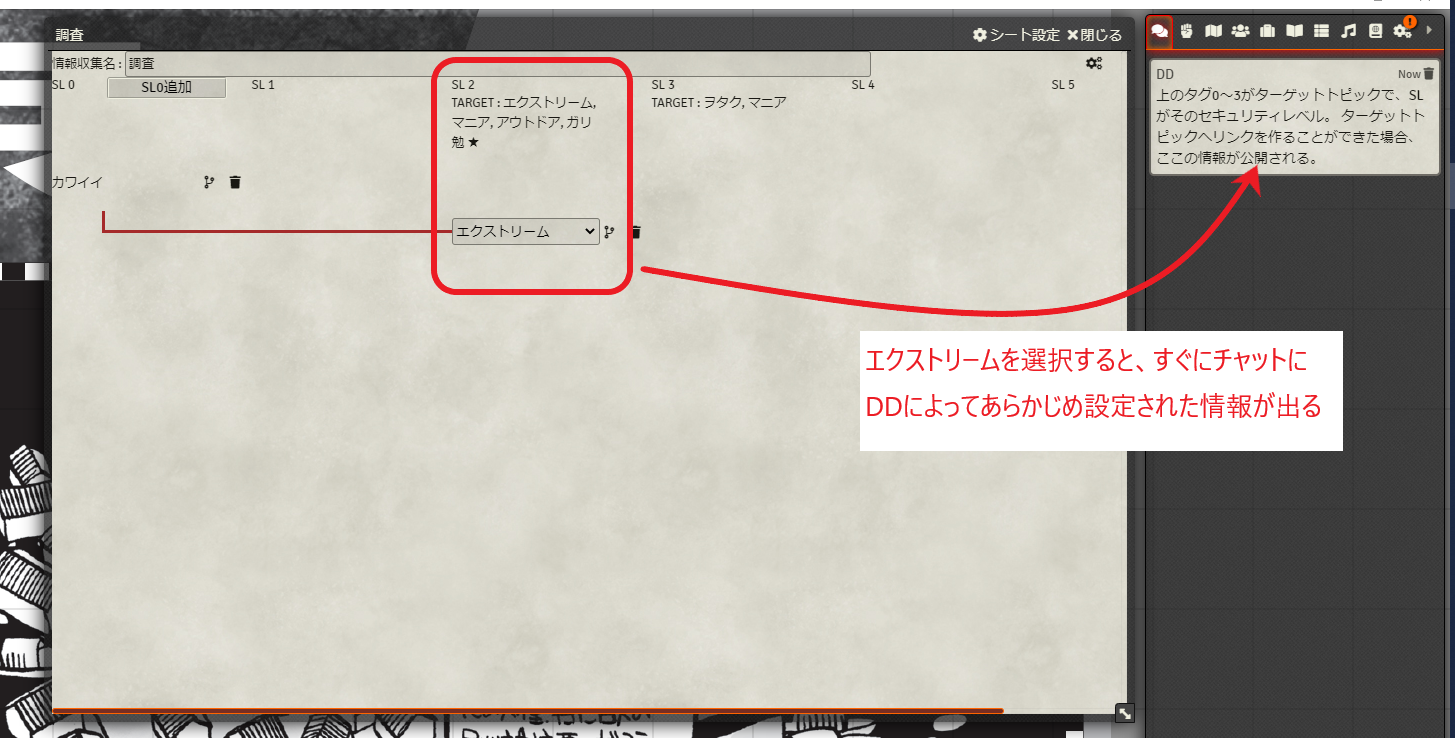 調査
シート設定
閉じる
情報収集名:
調査
SL 0
SL0追加
SL 1
SL 2
TARGET : エクストリーム,
マニア, アウトドア, ガリ
勉 ★
SL 3
TARGET : ヲタク, マニア
SL 4
SL 5
カワイイ
エクストリーム
DD
Now
上のタグ0～3がターゲットトピックで、SL
がそのセキュリティレベル。ターゲットト
ピックへリンクを作ることができた場合、
ここの情報が公開される。
エクストリームを選択すると、すぐにチャットに
DDによってあらかじめ設定された情報が出る